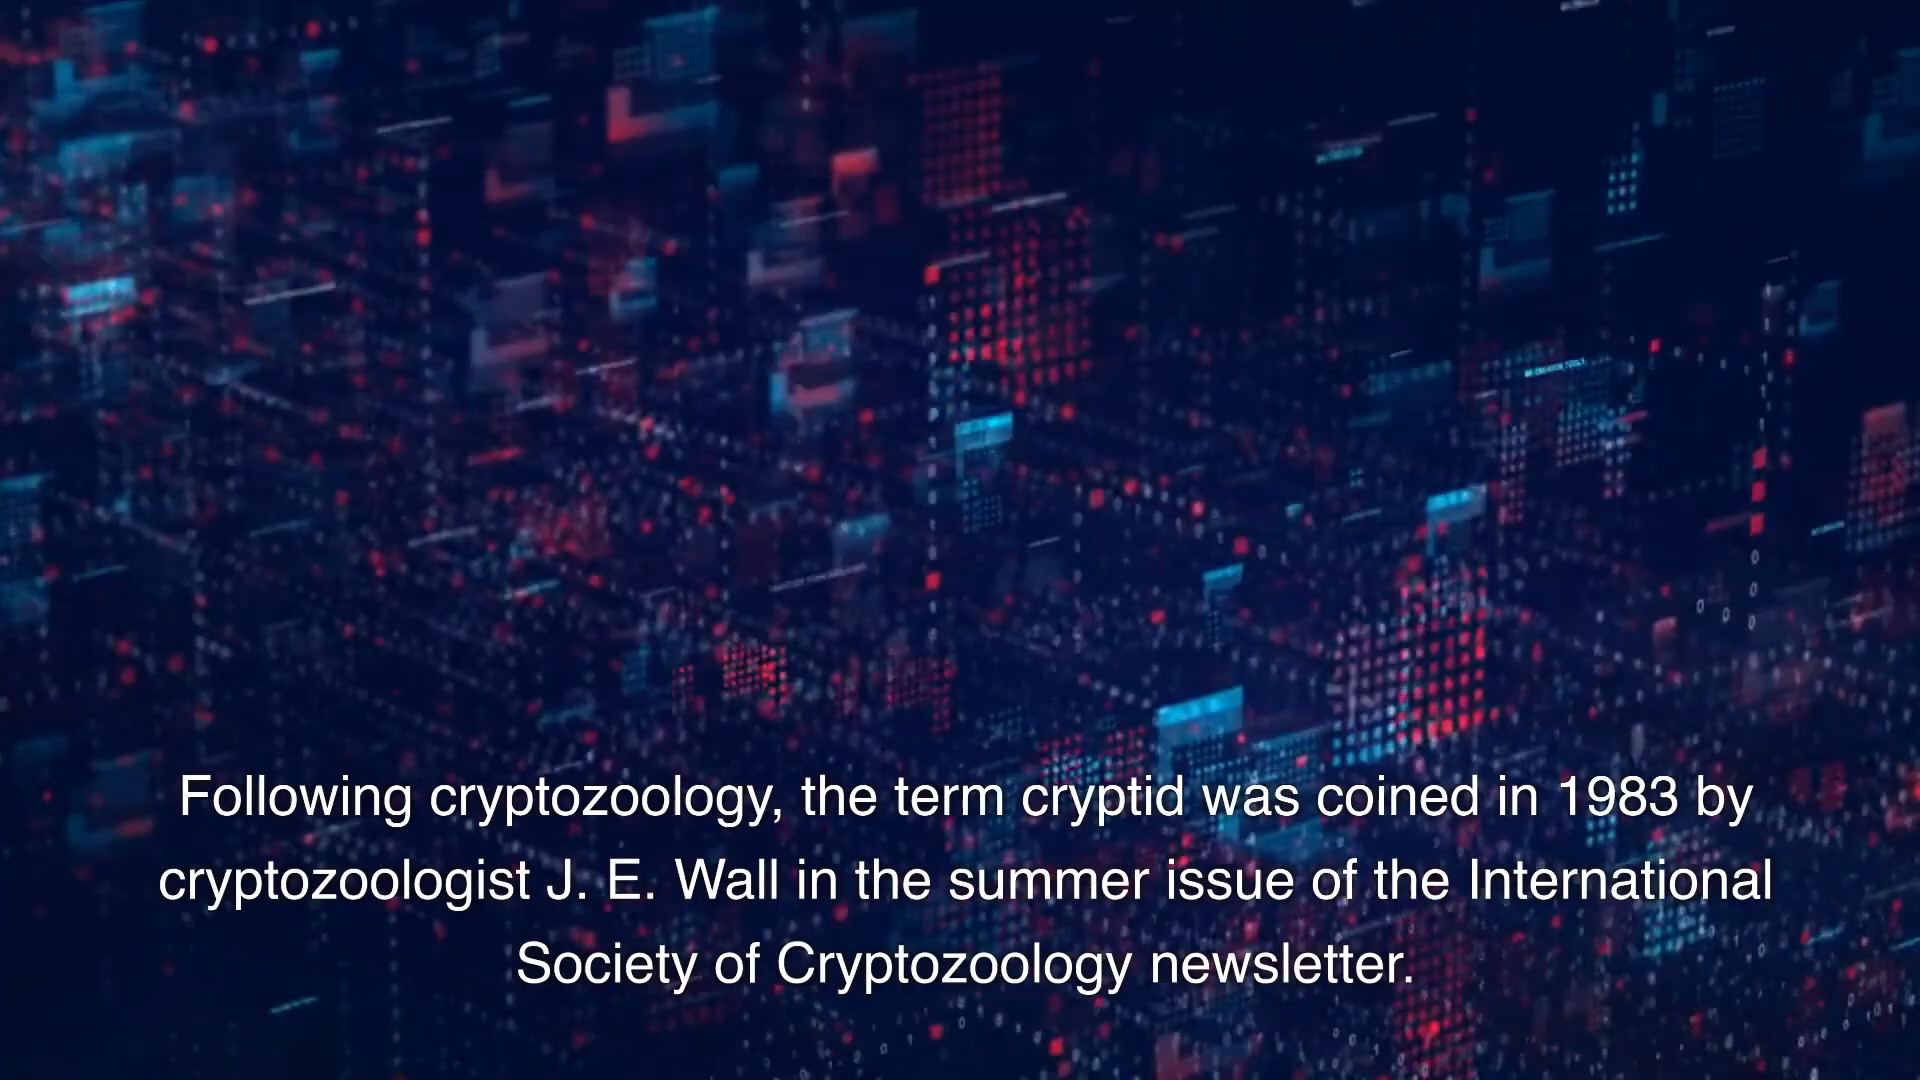 Following cryptozoology, the term cryptid was coined in 1983 by
cryptozoologist J. E. Wall in the summer issue of the International
Society of Cryptozoology newsletter.